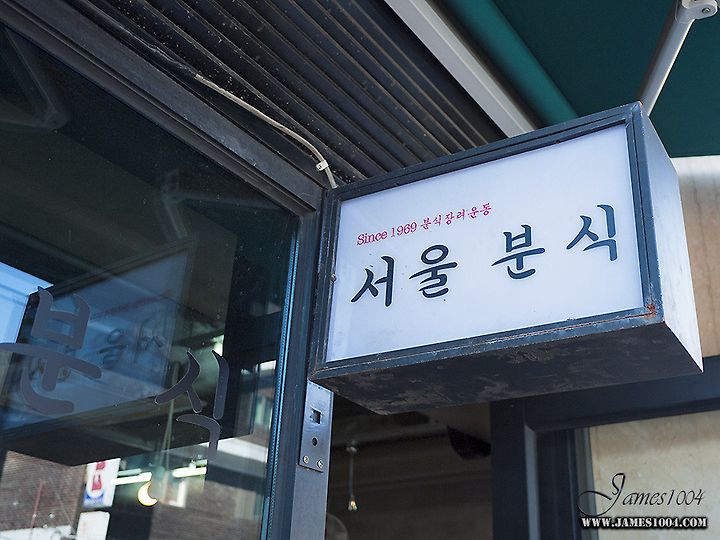 Since 1969 분식장려운동
서울 분식
분식
James1004
WWW.JAMES1004.COM